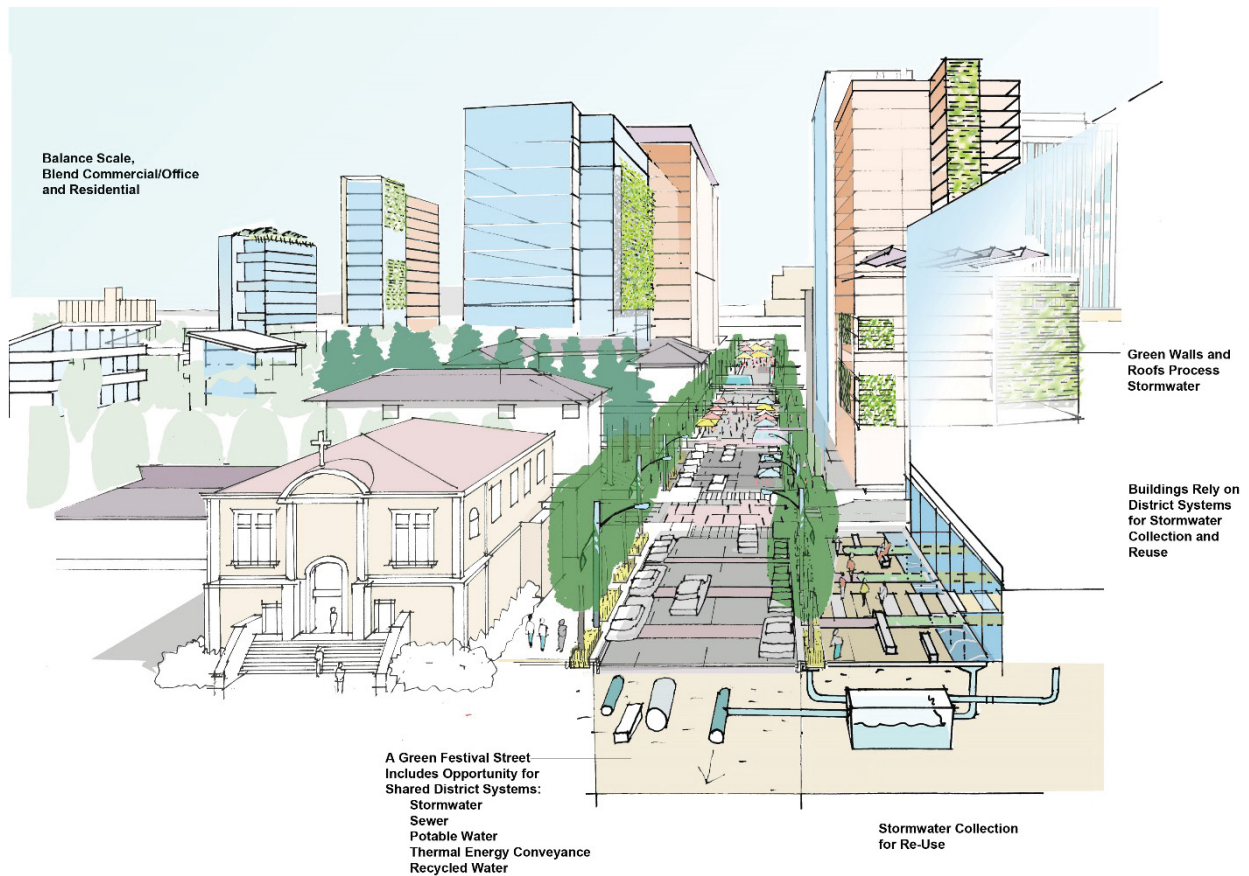 Balance Scale,
Blend Commercial/Office
and Residential
Green Walls and
Roofs Process
Stormwater
Buildings Rely on
District Systems
for Stormwater
Collection and
Reuse
A Green Festival Street
Includes Opportunity for
Shared District Systems:
Stormwater
Sewer
Potable Water
Thermal Energy Conveyance
Recycled Water
Stormwater Collection
for Re-Use